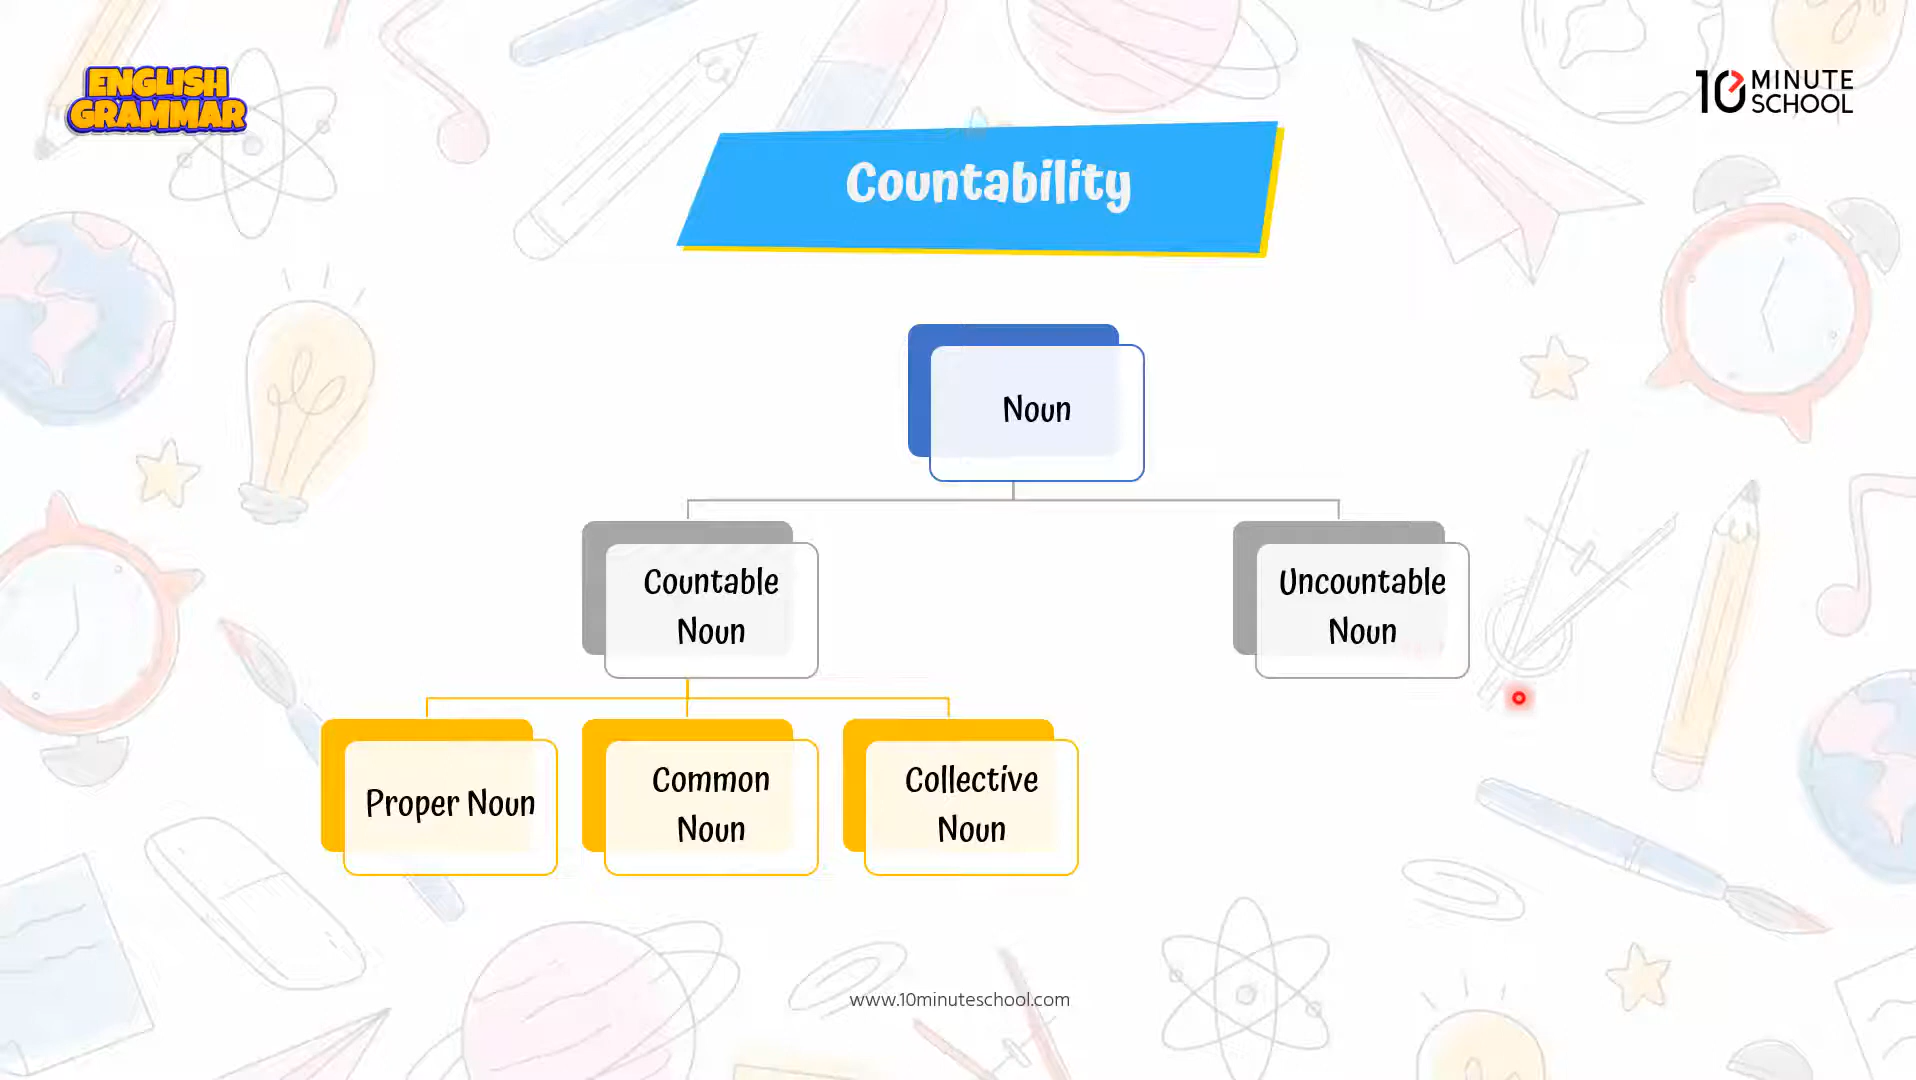 ENGLISH
GRAMMAR
10 MINUTE
SCHOOL
Countability
Noun
Countable
Noun
Uncountable
Noun
Proper Noun
Common
Noun
Collective
Noun
www.10minuteschool.com